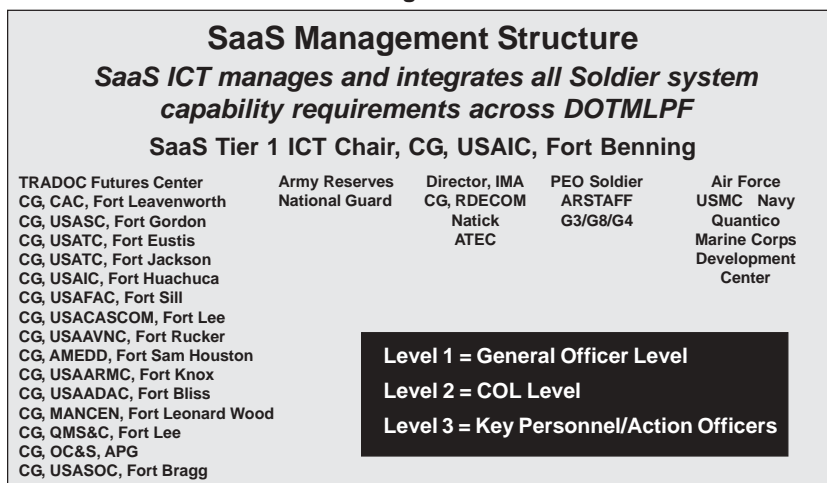 SaaS Management Structure
SaaS ICT manages and integrates all Soldier system
capability requirements across DOTMLPF
SaaS Tier 1 ICT Chair, CG, USAIC, Fort Benning
TRADOC Futures Center
CG, CAC, Fort Leavenworth
CG, USASC, Fort Gordon
CG, USATC, Fort Eustis
CG, USATC, Fort Jackson
CG, USAIC, Fort Huachuca
CG, USAFAC, Fort Sill
CG, USACASCOM, Fort Lee
CG, USAAVNC, Fort Rucker
CG, AMEDD, Fort Sam Houston
CG, USAARMC, Fort Knox
CG, USAADAC, Fort Bliss
CG, MANCEN, Fort Leonard Wood
CG, QMS&C, Fort Lee
CG, OC&S, APG
CG, USASOC, Fort Bragg
Army Reserves
National Guard
Director, IMA
CG, RDECOM
Natick
ATEC
PEO Soldier
ARSTAFF
G3/G8/G4
Air Force
USMC Navy
Quantico
Marine Corps
Development
Center
Level 1 = General Officer Level
Level 2 = COL Level
Level 3 = Key Personnel/Action Officers